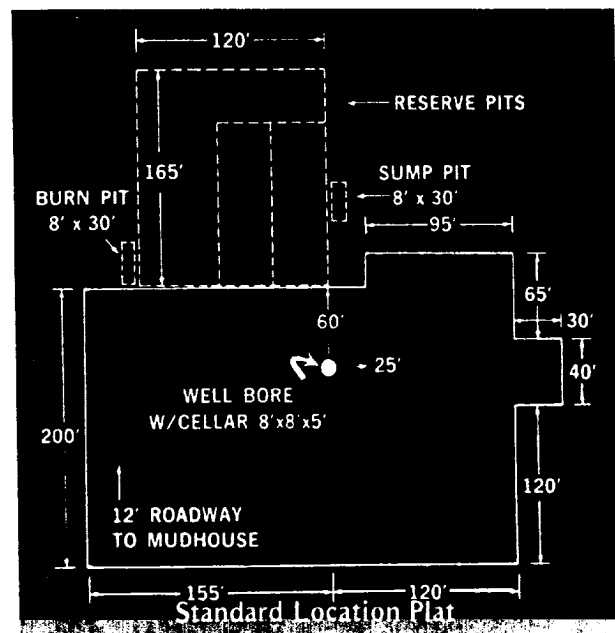 120'
RESERVE PITS
165'
SUMP PIT
8' x 30'
BURN PIT
8' x 30'
95'
65'
60'
30'
25'
40'
WELL BORE
W/CELLAR 8'x8'x5'
200'
120'
12' ROADWAY
TO MUDHOUSE
155'
120'
Standard Location Plat